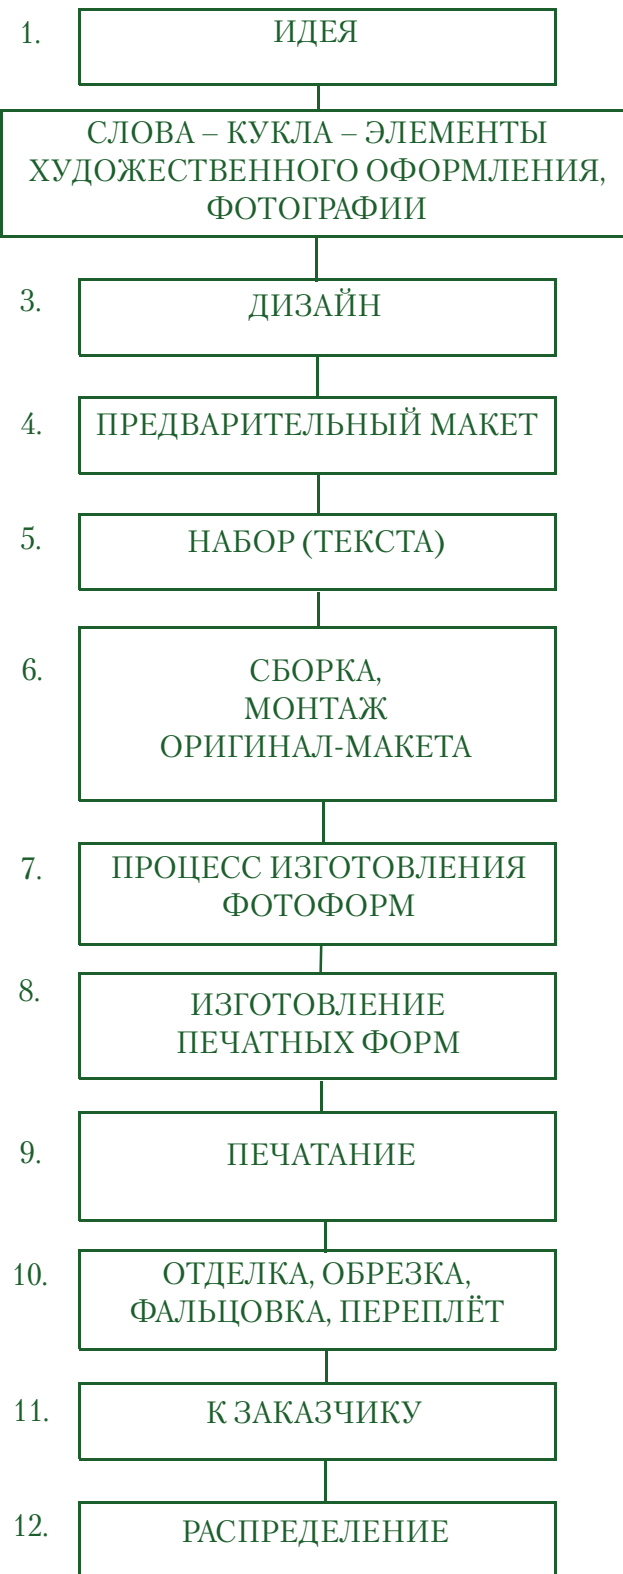 1. ИДЕЯ
СЛОВА – КУКЛА – ЭЛЕМЕНТЫ
ХУДОЖЕСТВЕННОГО ОФОРМЛЕНИЯ,
ФОТОГРАФИИ
3. ДИЗАЙН
4. ПРЕДВАРИТЕЛЬНЫЙ МАКЕТ
5. НАБОР (ТЕКСТА)
6. СБОРКА,
МОНТАЖ
ОРИГИНАЛ-МАКЕТА
7. ПРОЦЕСС ИЗГОТОВЛЕНИЯ
ФОТОФОРМ
8. ИЗГОТОВЛЕНИЕ
ПЕЧАТНЫХ ФОРМ
9. ПЕЧАТАНИЕ
10. ОТДЕЛКА, ОБРЕЗКА,
ФАЛЬЦОВКА, ПЕРЕПЛЁТ
11. К ЗАКАЗЧИКУ
12. РАСПРЕДЕЛЕНИЕ